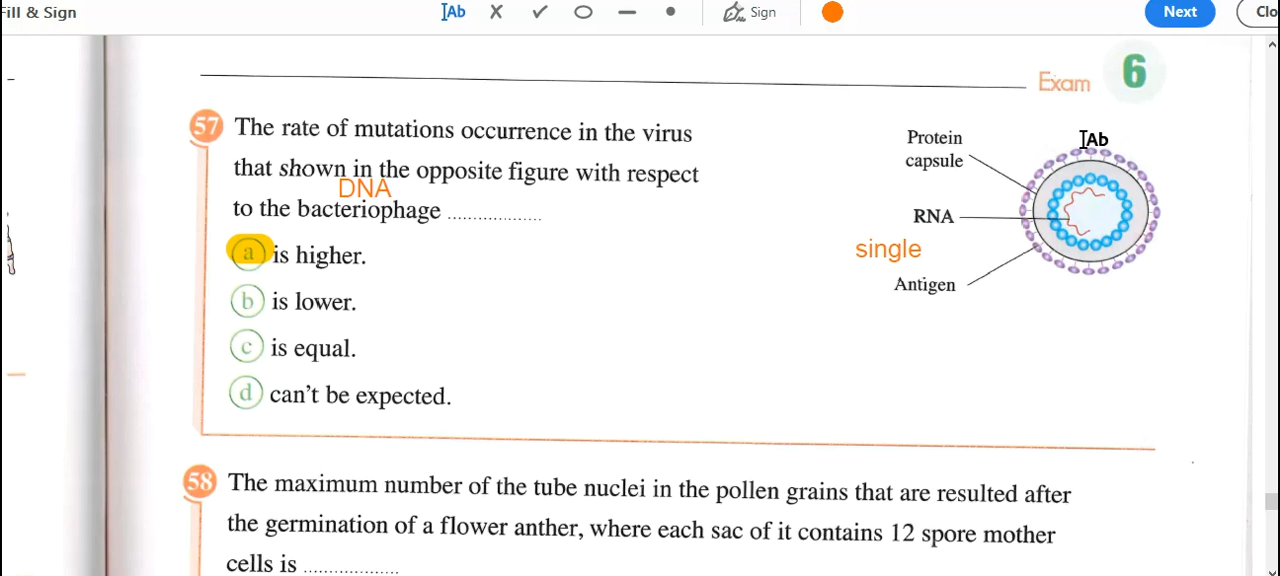 Fill & Sign
Ab
Sign
Next
Clo
Exam 6
57 The rate of mutations occurrence in the virus
that shown in the opposite figure with respect
DNA
to the bacteriophage ...................
a is higher.
b is lower.
c is equal.
d can't be expected.
Protein
capsule
Ab
RNA
single
Antigen
58 The maximum number of the tube nuclei in the pollen grains that are resulted after
the germination of a flower anther, where each sac of it contains 12 spore mother
cells is ...................